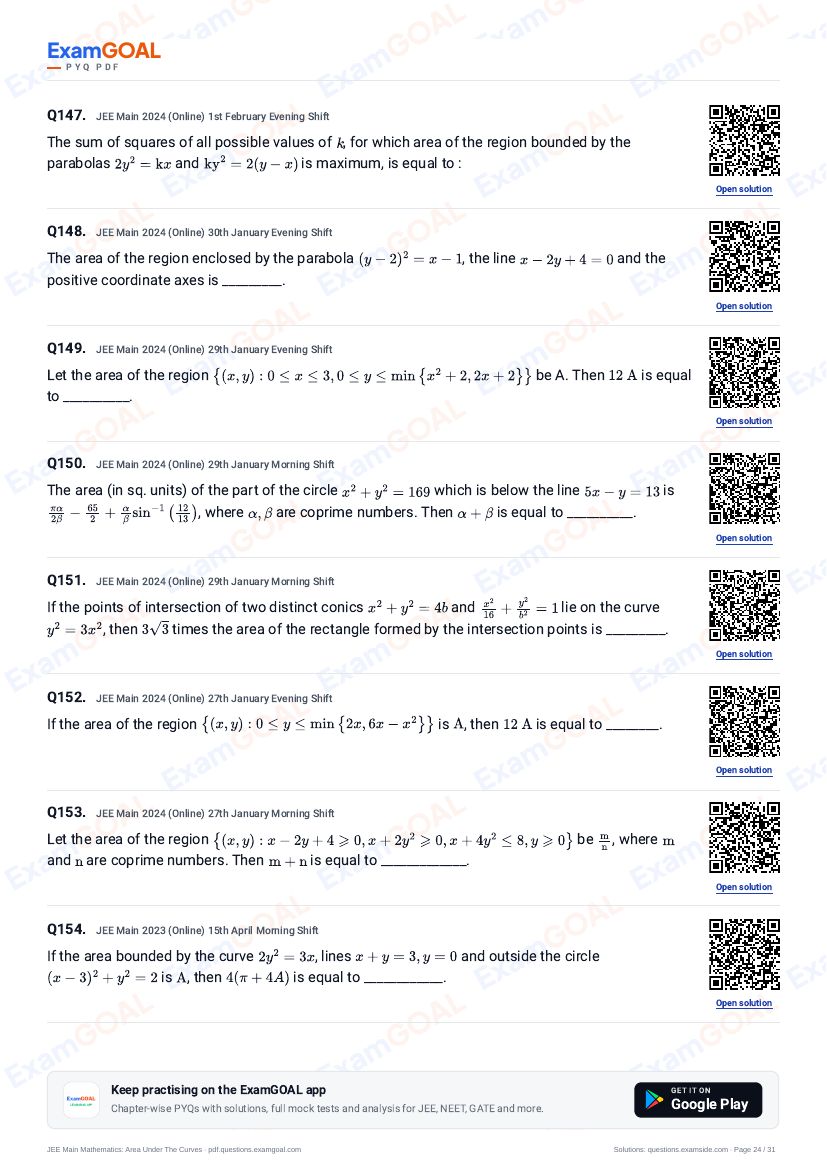 ExamGOAL
PYQ PDF
Q147. JEE Main 2024 (Online) 1st February Evening Shift
The sum of squares of all possible values of k, for which area of the region bounded by the
parabolas 2y² = kx and ky² = 2(y − x) is maximum, is equal to :
Open solution
Q148. JEE Main 2024 (Online) 30th January Evening Shift
The area of the region enclosed by the parabola (y − 2)² = x − 1, the line x − 2y + 4 = 0 and the
positive coordinate axes is _________.
Open solution
Q149. JEE Main 2024 (Online) 29th January Evening Shift
Let the area of the region {(x, y) : 0 ≤ x ≤ 3, 0 ≤ y ≤ min {x² + 2, 2x + 2}} be A. Then 12 A is equal
to __________.
Open solution
Q150. JEE Main 2024 (Online) 29th January Morning Shift
The area (in sq. units) of the part of the circle x² + y² = 169 which is below the line 5x − y = 13 is
πα/2β − 65/2 + α/β sin⁻¹ (12/13), where α, β are coprime numbers. Then α + β is equal to __________.
Open solution
Q151. JEE Main 2024 (Online) 29th January Morning Shift
If the points of intersection of two distinct conics x² + y² = 4b and x²/16 + y²/b² = 1 lie on the curve
y² = 3x², then 3√3 times the area of the rectangle formed by the intersection points is _________.
Open solution
Q152. JEE Main 2024 (Online) 27th January Evening Shift
If the area of the region {(x, y) : 0 ≤ y ≤ min {2x, 6x − x²}} is A, then 12 A is equal to ________.
Open solution
Q153. JEE Main 2024 (Online) 27th January Morning Shift
Let the area of the region {(x, y) : x − 2y + 4 ⩾ 0, x + 2y² ⩾ 0, x + 4y² ≤ 8, y ⩾ 0} be m/n, where m
and n are coprime numbers. Then m + n is equal to _____________.
Open solution
Q154. JEE Main 2023 (Online) 15th April Morning Shift
If the area bounded by the curve 2y² = 3x, lines x + y = 3, y = 0 and outside the circle
(x − 3)² + y² = 2 is A, then 4(π + 4A) is equal to ____________.
Open solution
Keep practising on the ExamGOAL app
Chapter-wise PYQs with solutions, full mock tests and analysis for JEE, NEET, GATE and more.
GET IT ON
Google Play
JEE Main Mathematics: Area Under The Curves · pdf.questions.examgoal.com
Solutions: questions.examside.com · Page 24 / 31